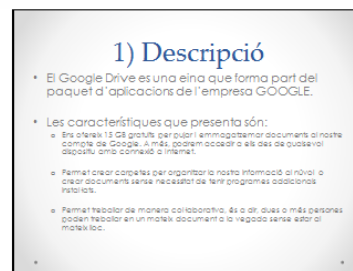 1) Descripció
• El Google Drive es una eina que forma part del
paquet d'aplicacions de l'empresa GOOGLE.
• Les característiques que presenta són:
Ens ofereix 15 GB gratuïts per pujar i emmagatzemar documents al nostre
compte de Google. A més, podrem accedir a ells des de qualsevol
dispositiu amb connexió a Internet.
Permet crear carpetes per organitzar la nostra informació al núvol o
crear documents sense necessitat de tenir programes addicionals
instal·lats.
Permet treballar de manera col·laborativa, és a dir, dues o més persones
poden treballar en un mateix document a la vegada sense estar al
mateix lloc.